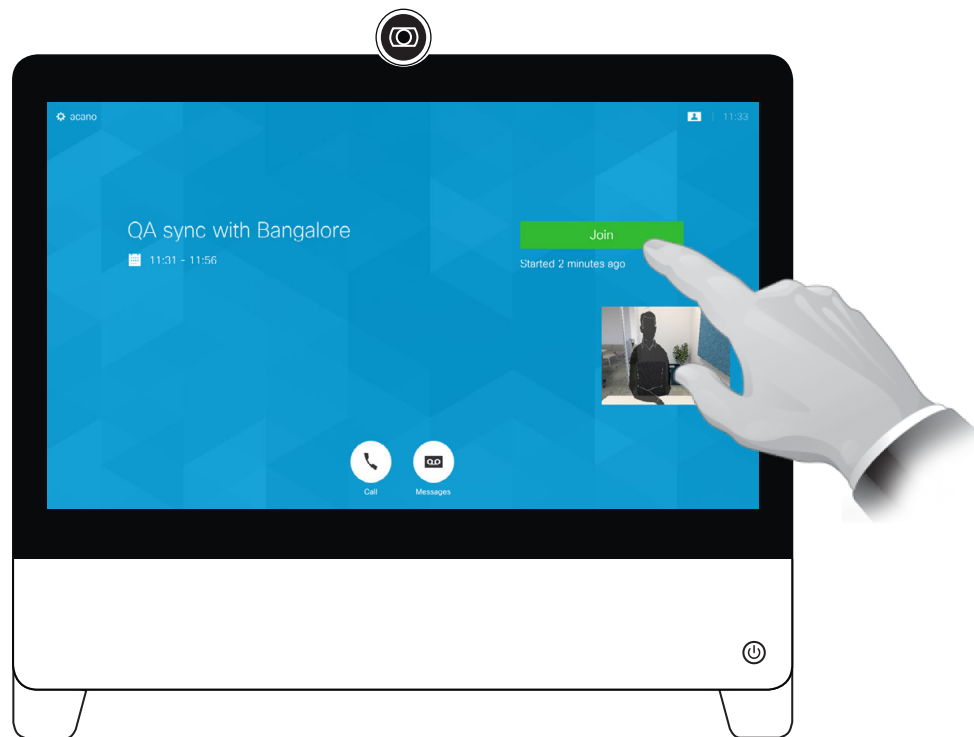 acano
11:33
QA sync with Bangalore
Join
11:31 - 11:56
Started 2 minutes ago
Call
Messages